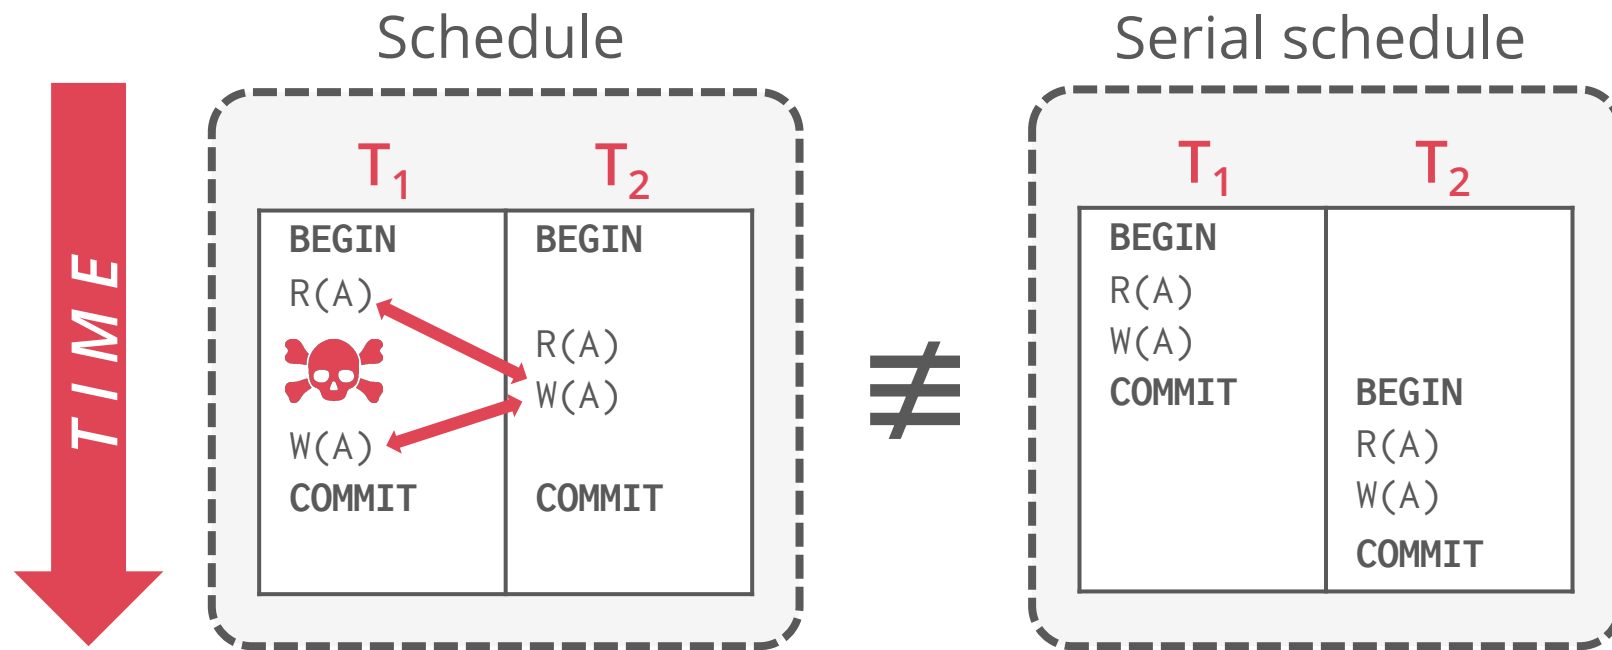 Schedule
Serial schedule
TIME
T1 T2
BEGIN BEGIN
R(A)
R(A)
W(A)
W(A)
COMMIT COMMIT
≢
T1 T2
BEGIN
R(A)
W(A)
COMMIT BEGIN
R(A)
W(A)
COMMIT